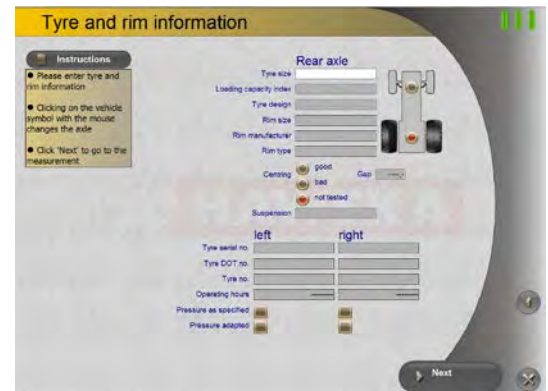 Tyre and rim information
Instructions
● Please enter tyre and
rim information
● Clicking on the vehicle
symbol with the mouse
changes the axle
● Click 'Next' to go to the
measurement
Rear axle
Tyre size
Loading capacity index
Tyre design
Rim size
Rim manufacturer
Rim type
Centring
good
bad
not tested
Gap
Suspension
left right
Tyre serial no.
Tyre DOT no.
Tyre no.
Operating hours
Pressure as specified
Pressure adapted
Next